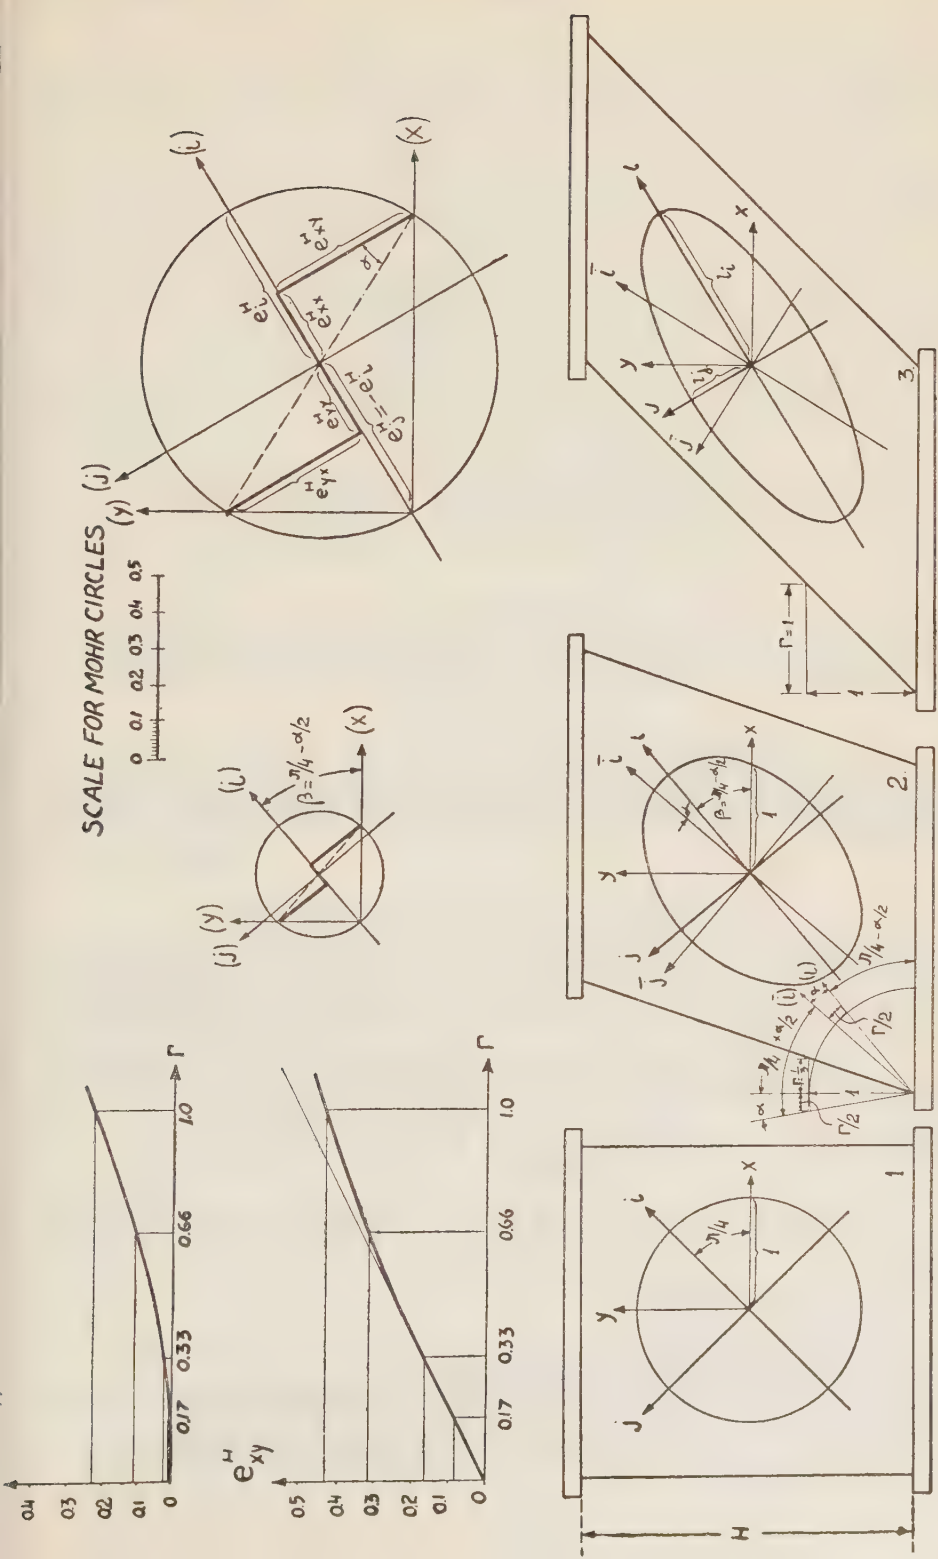 0.4
0.3
0.2
0.1
0
0.17
0.33
0.66
1.0
Γ
e^H_xy
0.5
0.4
0.3
0.2
0.1
0
0.17
0.33
0.66
1.0
Γ
SCALE FOR MOHR CIRCLES
0 0.1 0.2 0.3 0.4 0.5
(j) (y)
(i)
β=π/4-α/2
(x)
(y)
(j)
(i)
(x)
e^H_i
e^H_xx
e^H_xy
γ
e^H_yy
e^H_yx
e^H_j=-e^H_i
H
y
j
i
π/4
x
1
1
α
π/4+α/2
(ī)
(i)
α
Γ=1/3
1
Γ/2
Γ/2
π/4-α/2
y
j
j̄
ī
i
β=π/4-α/2
x
1
2
Γ=1
1
y
j
j̄
ī
i
l_j
l_i
x
3